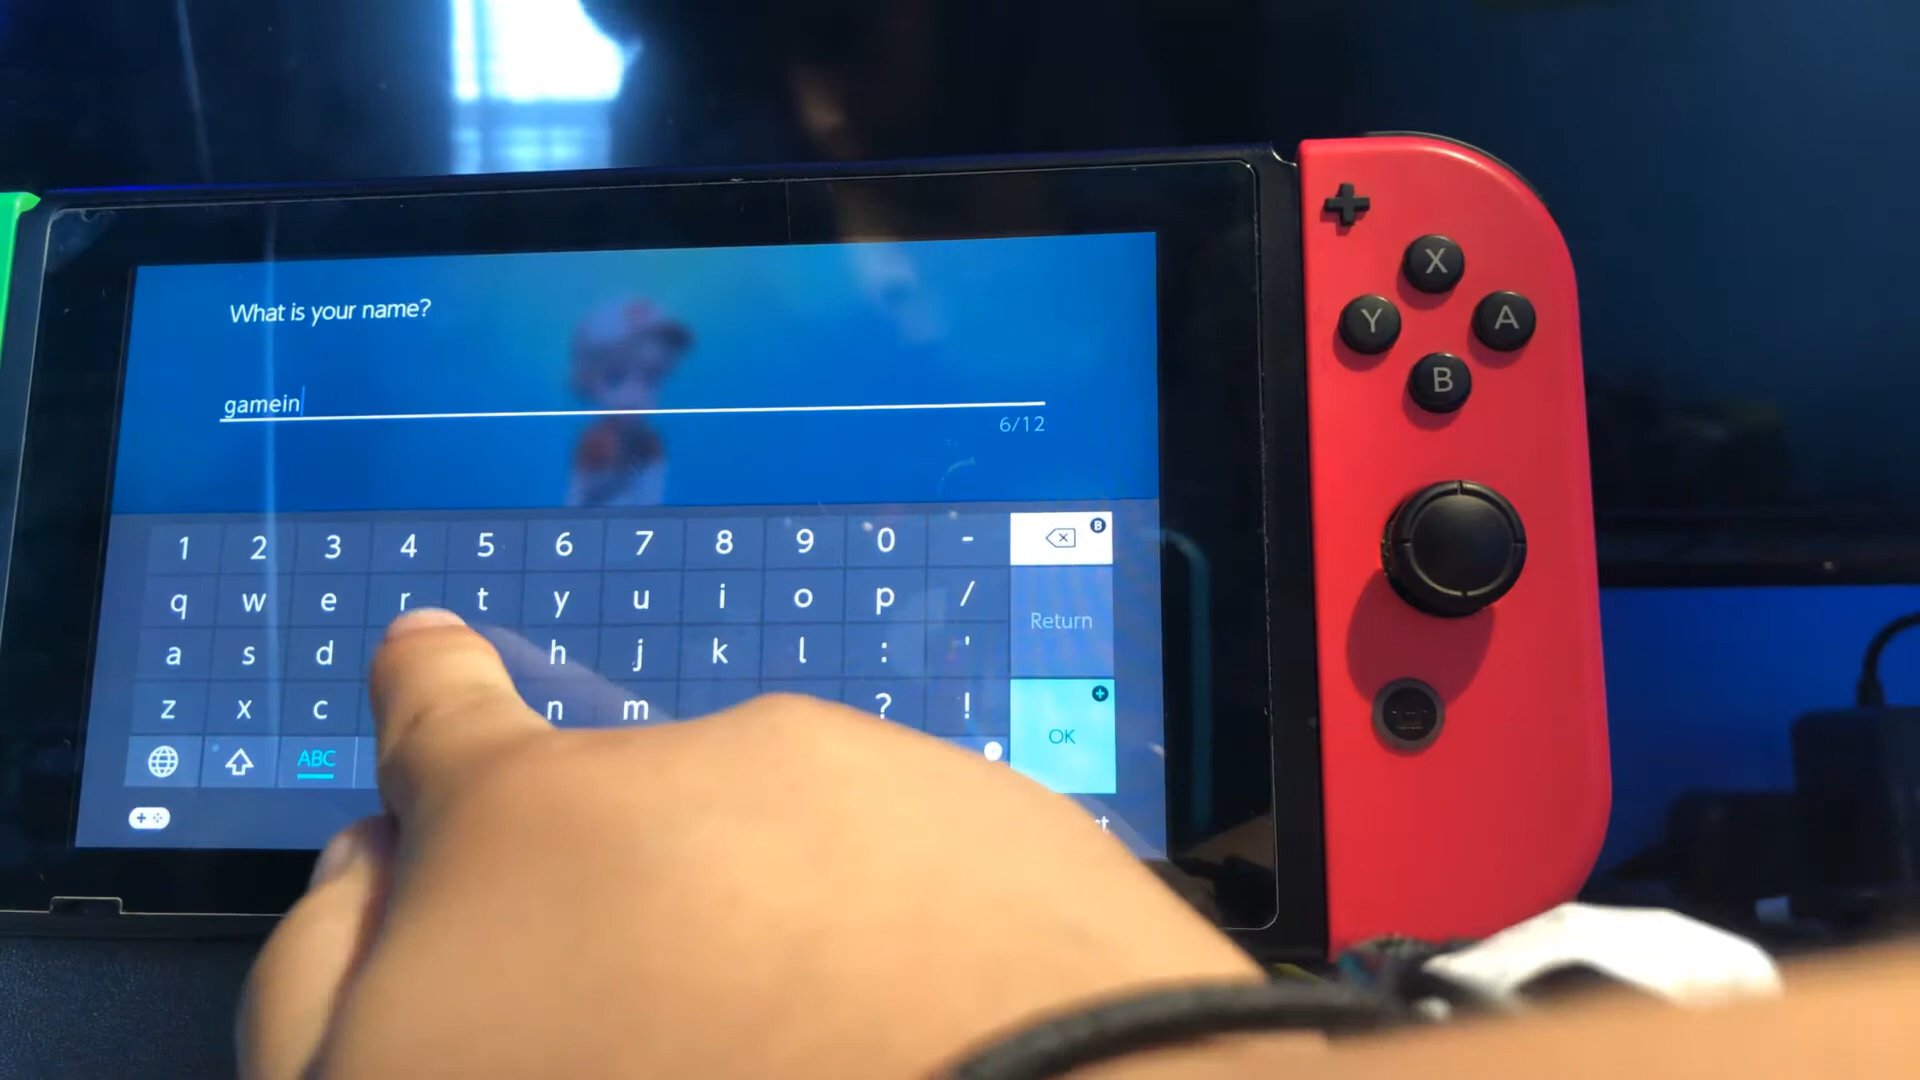 What is your name?
gamein
6/12
1 2 3 4 5 6 7 8 9 0 -
B
q w e r t y u i o p /
Return
a s d h j k l : '
z x c n m ? !
OK
ABC
X
Y A
B